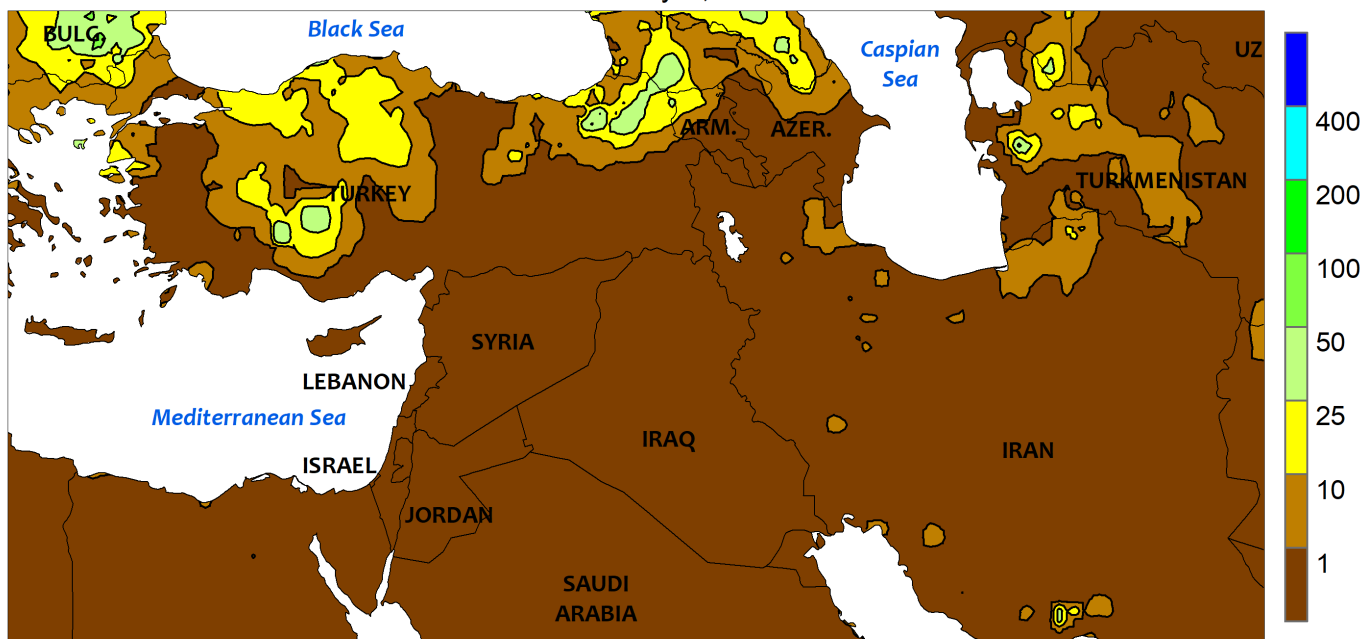 BULG.
Black Sea
Caspian
Sea
UZ
ARM.
AZER.
TURKEY
TURKMENISTAN
SYRIA
LEBANON
Mediterranean Sea
IRAQ
IRAN
ISRAEL
JORDAN
SAUDI
ARABIA
400
200
100
50
25
10
1